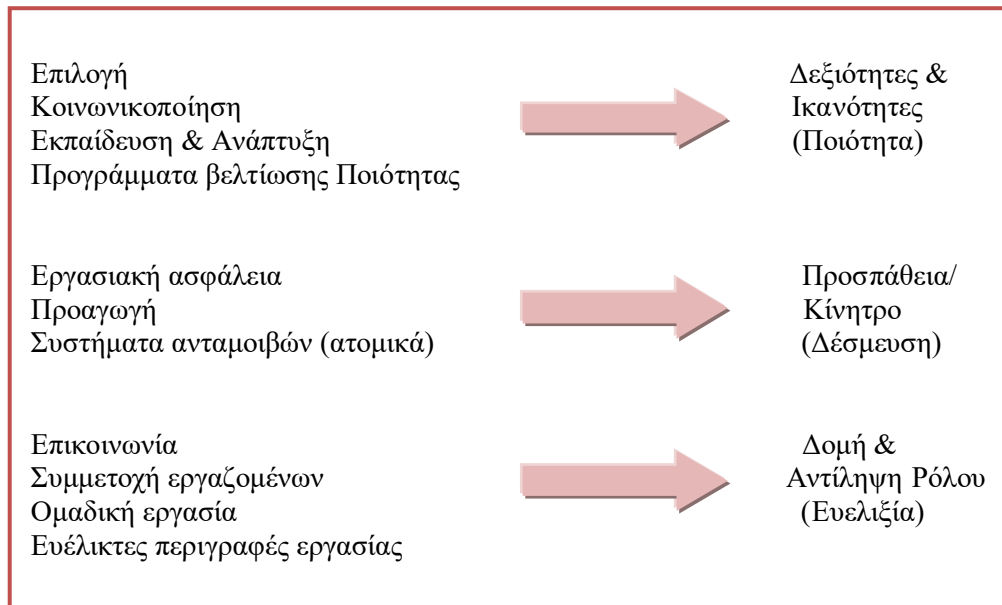 Επιλογή
Κοινωνικοποίηση
Εκπαίδευση & Ανάπτυξη
Προγράμματα βελτίωσης Ποιότητας
Δεξιότητες &
Ικανότητες
(Ποιότητα)
Εργασιακή ασφάλεια
Προαγωγή
Συστήματα ανταμοιβών (ατομικά)
Προσπάθεια/
Κίνητρο
(Δέσμευση)
Επικοινωνία
Συμμετοχή εργαζομένων
Ομαδική εργασία
Ευέλικτες περιγραφές εργασίας
Δομή &
Αντίληψη Ρόλου
(Ευελιξία)